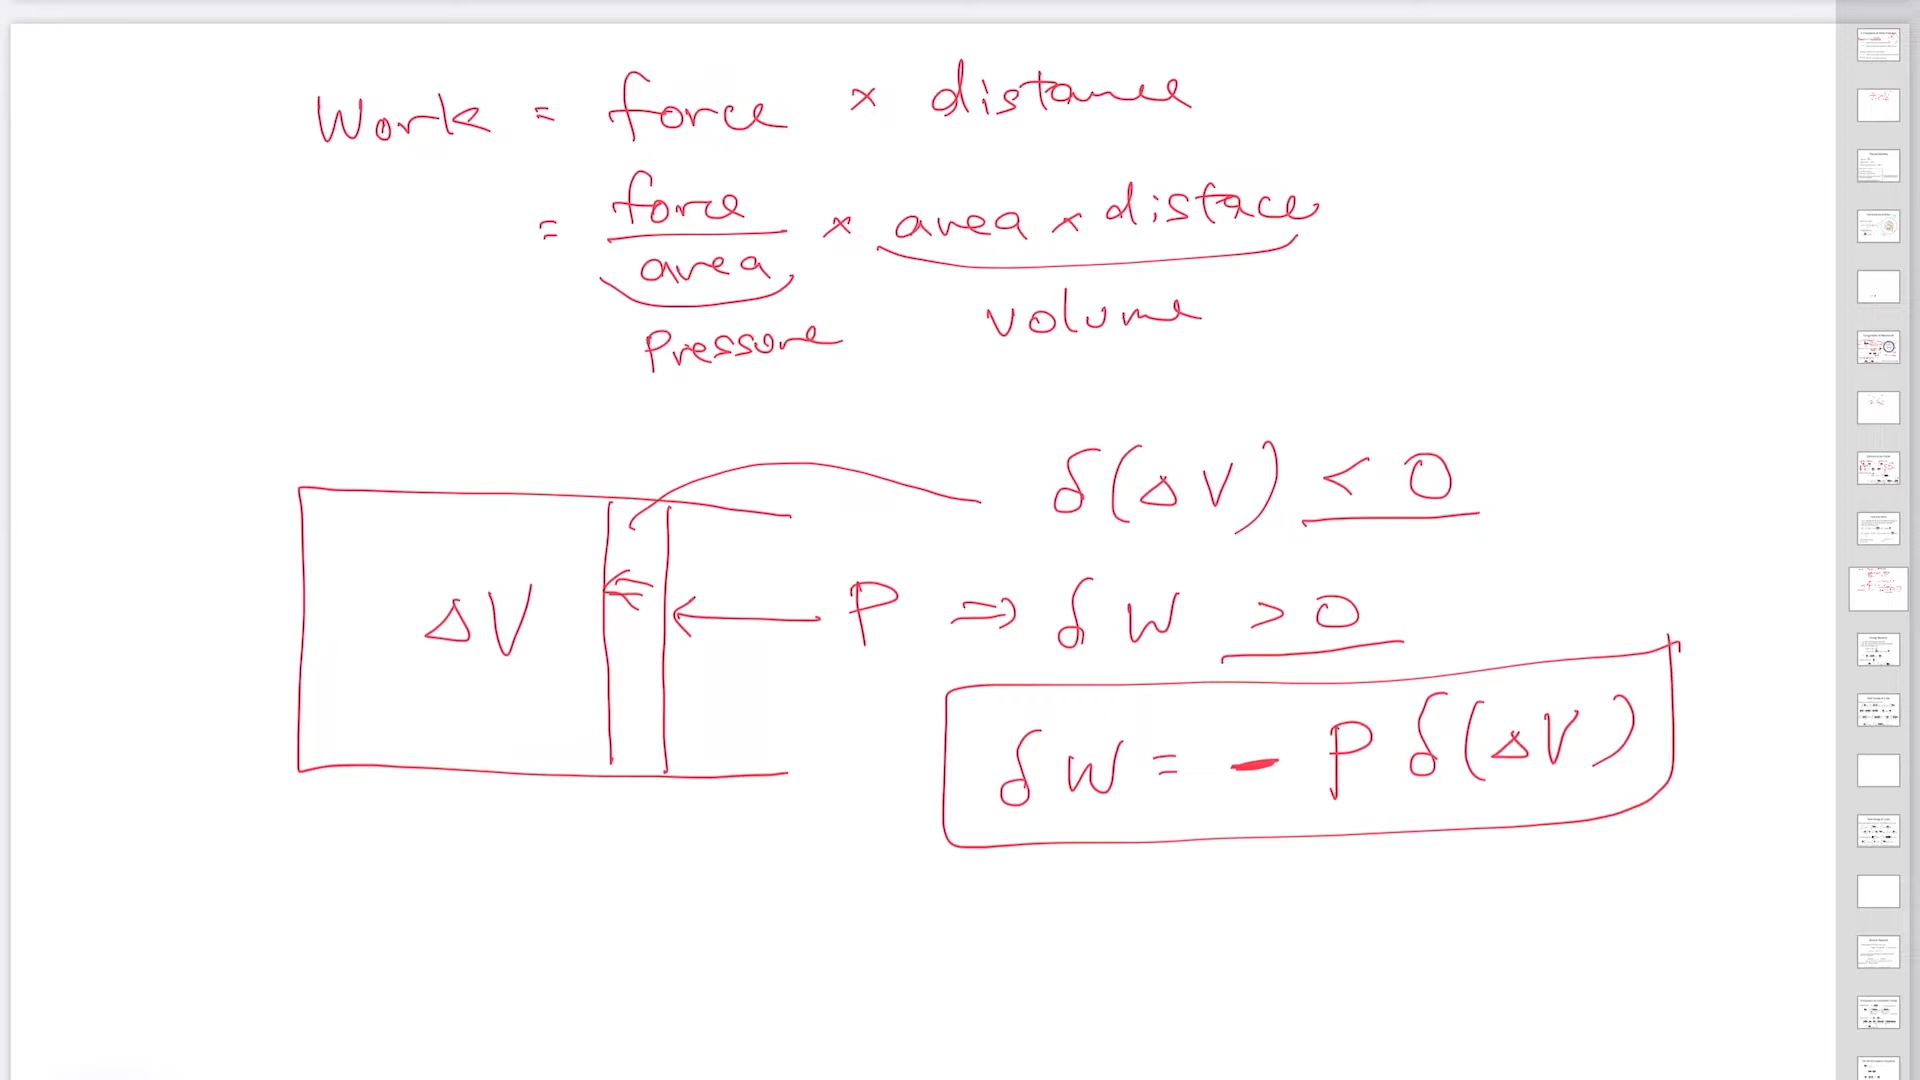 Work = force × distance
= force / area × area × distace
Pressure
volume
δ(ΔV) < 0
ΔV
P ⇒ δW > 0
δW = - P δ(ΔV)